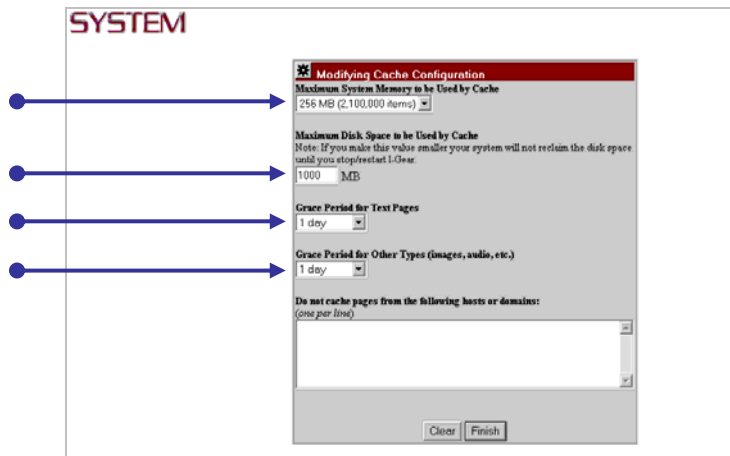 SYSTEM
Modifying Cache Configuration
Maximum System Memory to be Used by Cache
256 MB (2,100,000 items)
Maximum Disk Space to be Used by Cache
Note: If you make this value smaller your system will not reclaim the disk space
until you stop/restart I-Gear.
1000 MB
Grace Period for Text Pages
1 day
Grace Period for Other Types (images, audio, etc.)
1 day
Do not cache pages from the following hosts or domains:
(one per line)
Clear Finish